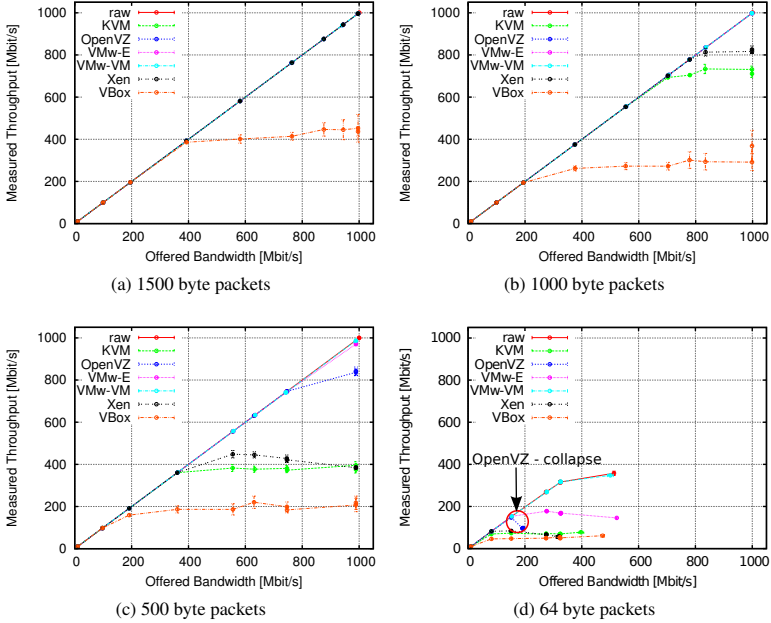 raw
KVM
OpenVZ
VMw-E
VMw-VM
Xen
VBox
Measured Throughput [Mbit/s]
1000
800
600
400
200
0
0 200 400 600 800 1000
Offered Bandwidth [Mbit/s]
(a) 1500 byte packets
raw
KVM
OpenVZ
VMw-E
VMw-VM
Xen
VBox
Measured Throughput [Mbit/s]
1000
800
600
400
200
0
0 200 400 600 800 1000
Offered Bandwidth [Mbit/s]
(b) 1000 byte packets
raw
KVM
OpenVZ
VMw-E
VMw-VM
Xen
VBox
Measured Throughput [Mbit/s]
1000
800
600
400
200
0
0 200 400 600 800 1000
Offered Bandwidth [Mbit/s]
(c) 500 byte packets
raw
KVM
OpenVZ
VMw-E
VMw-VM
Xen
VBox
OpenVZ - collapse
Measured Throughput [Mbit/s]
1000
800
600
400
200
0
0 200 400 600 800 1000
Offered Bandwidth [Mbit/s]
(d) 64 byte packets